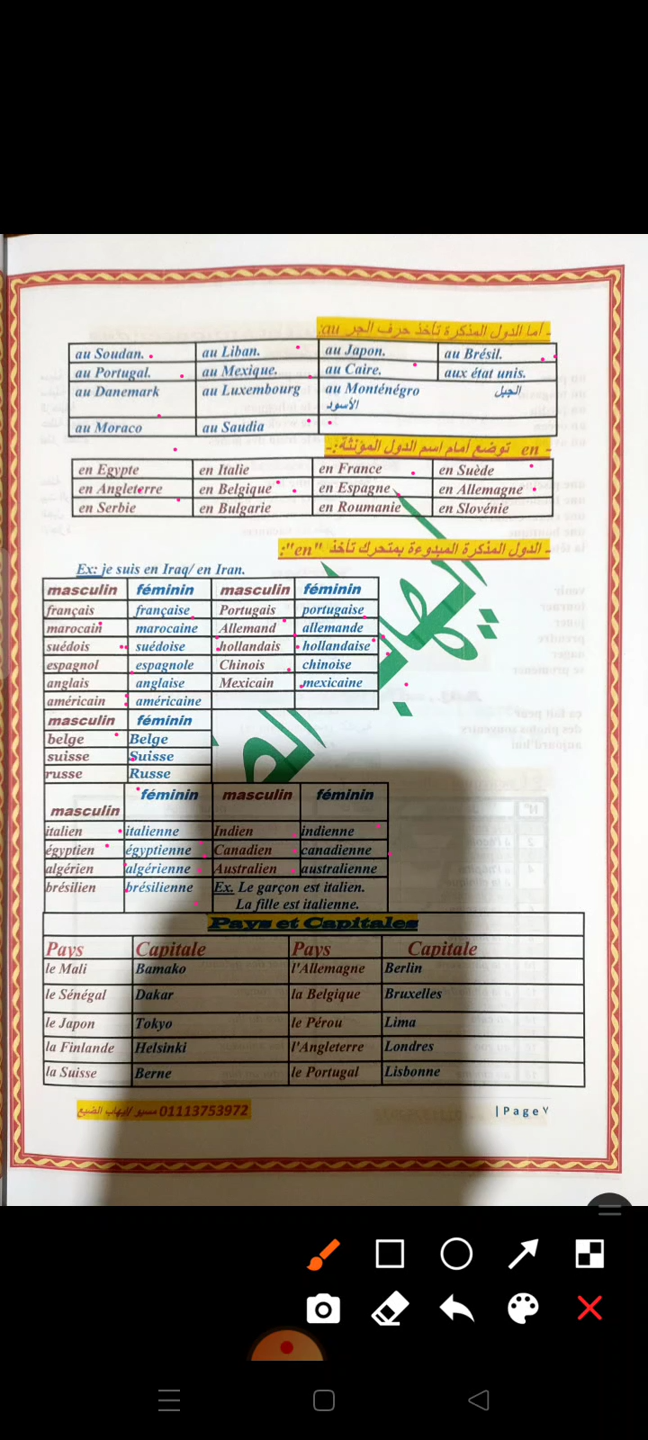 - أما الدول المذكرة تأخذ حرف الجر au:
au Soudan. au Liban. au Japon. au Brésil.
au Portugal. au Mexique. au Caire. aux état unis.
au Danemark au Luxembourg au Monténégro الجبل
الأسود
au Moraco au Saudia
- en توضع أمام اسم الدول المؤنثة:-
en Egypte en Italie en France en Suède
en Angleterre en Belgique en Espagne en Allemagne
en Serbie en Bulgarie en Roumanie en Slovénie
- الدول المذكرة المبدوءة بمتحرك تأخذ "en":
Ex: je suis en Iraq/ en Iran.
masculin féminin masculin féminin
français française Portugais portugaise
marocain marocaine Allemand allemande
suédois suédoise hollandais hollandaise
espagnol espagnole Chinois chinoise
anglais anglaise Mexicain mexicaine
américain américaine
masculin féminin
belge Belge
suisse Suisse
russe Russe
masculin féminin masculin féminin
italien italienne Indien indienne
égyptien égyptienne Canadien canadienne
algérien algérienne Australien australienne
brésilien brésilienne Ex. Le garçon est italien.
La fille est italienne.
Pays et Capitales
Pays Capitale Pays Capitale
le Mali Bamako l'Allemagne Berlin
le Sénégal Dakar la Belgique Bruxelles
le Japon Tokyo le Pérou Lima
la Finlande Helsinki l'Angleterre Londres
la Suisse Berne le Portugal Lisbonne
مسيو /إيهاب الضبع 01113753972
| P a g e ٧